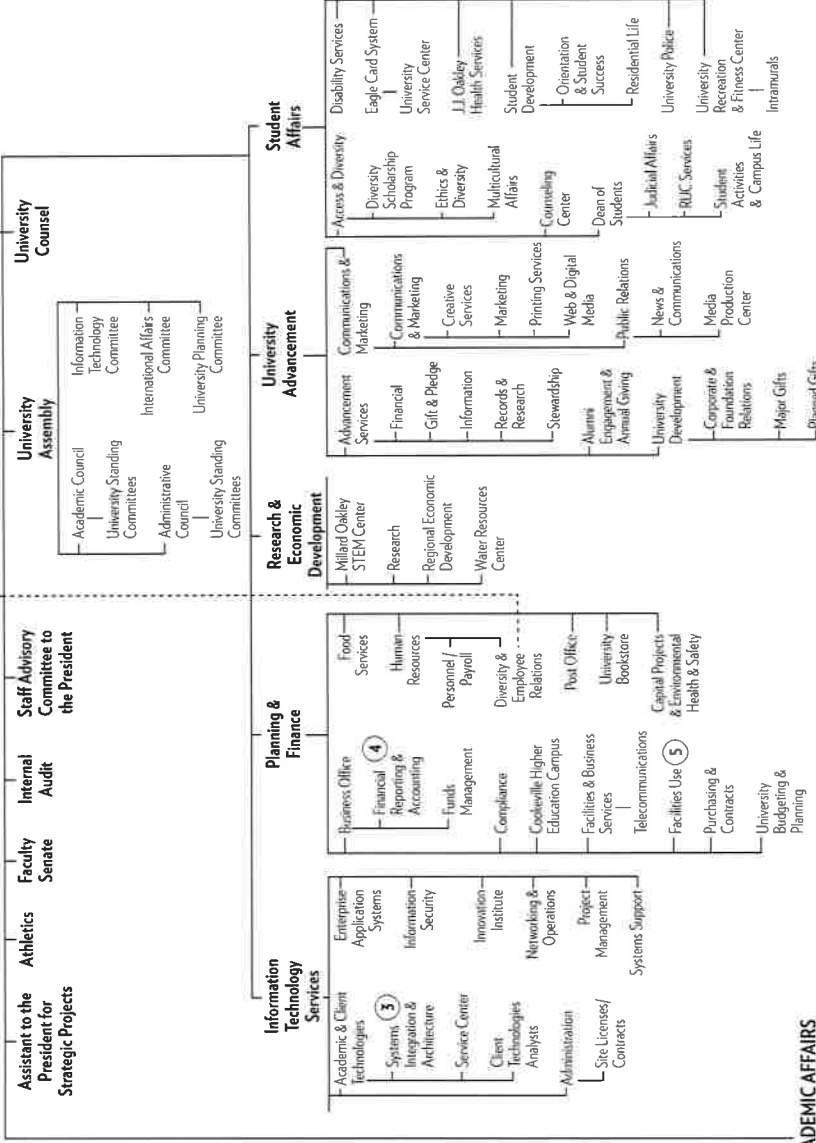 Assistant to the
President for
Strategic Projects
Athletics
Faculty
Senate
Internal
Audit
Staff Advisory
Committee to
the President
University
Assembly
Academic Council
University Standing
Committees
Administrative
Council
University Standing
Committees
Information
Technology
Committee
International Affairs
Committee
University Planning
Committee
University
Counsel
Information
Technology
Services
Academic & Client
Technologies
Systems 3
Integration &
Architecture
Service Center
Client
Technologies
Analysts
Administration
Site Licenses/
Contracts
Enterprise
Application
Systems
Information
Security
Innovation
Institute
Networking &
Operations
Project
Management
Systems Support
Planning &
Finance
Business Office
Financial 4
Reporting &
Accounting
Funds
Management
Compliance
Cookeville Higher
Education Campus
Facilities & Business
Services
Telecommunications
Facilities Use 5
Purchasing &
Contracts
University
Budgeting &
Planning
Food
Services
Human
Resources
Personnel/
Payroll
Diversity &
Employee
Relations
Post Office
University
Bookstore
Capital Projects
& Environmental
Health & Safety
Research &
Economic
Development
Millard Oakley
STEM Center
Research
Regional Economic
Development
Water Resources
Center
University
Advancement
Advancement
Services
Financial
Gift & Pledge
Information
Records &
Research
Stewardship
Alumni
Engagement &
Annual Giving
University
Development
Corporate &
Foundation
Relations
Major Gifts
Planned Gifts
Communications &
Marketing
Communications
& Marketing
Creative
Services
Marketing
Printing Services
Web & Digital
Media
Public Relations
News &
Communications
Media
Production
Center
Student
Affairs
Access & Diversity
Diversity
Scholarship
Program
Ethics &
Diversity
Multicultural
Affairs
Counseling
Center
Dean of
Students
Judicial Affairs
RUC Services
Student
Activities
& Campus Life
Disability Services
Eagle Card System
University
Service Center
J.J. Oakley
Health Services
Student
Development
Orientation
& Student
Success
Residential Life
University Police
University
Recreation
& Fitness Center
Intramurals
ADEMIC AFFAIRS